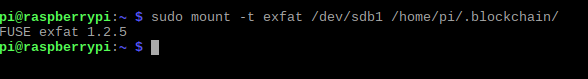 pi@raspberrypi:~ $ sudo mount -t exfat /dev/sdb1 /home/pi/.blockchain/
FUSE exfat 1.2.5
pi@raspberrypi:~ $